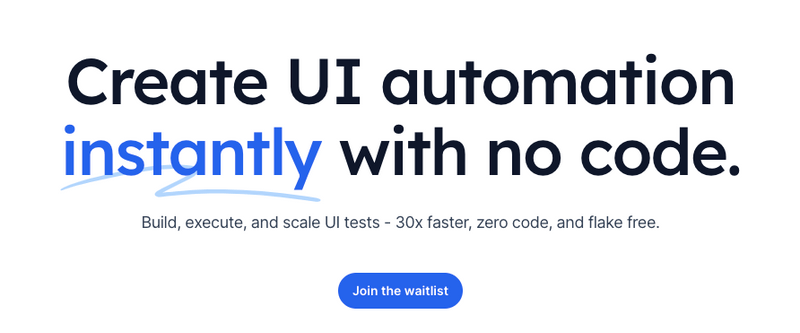 Create UI automation
instantly with no code.
Build, execute, and scale UI tests - 30x faster, zero code, and flake free.
Join the waitlist